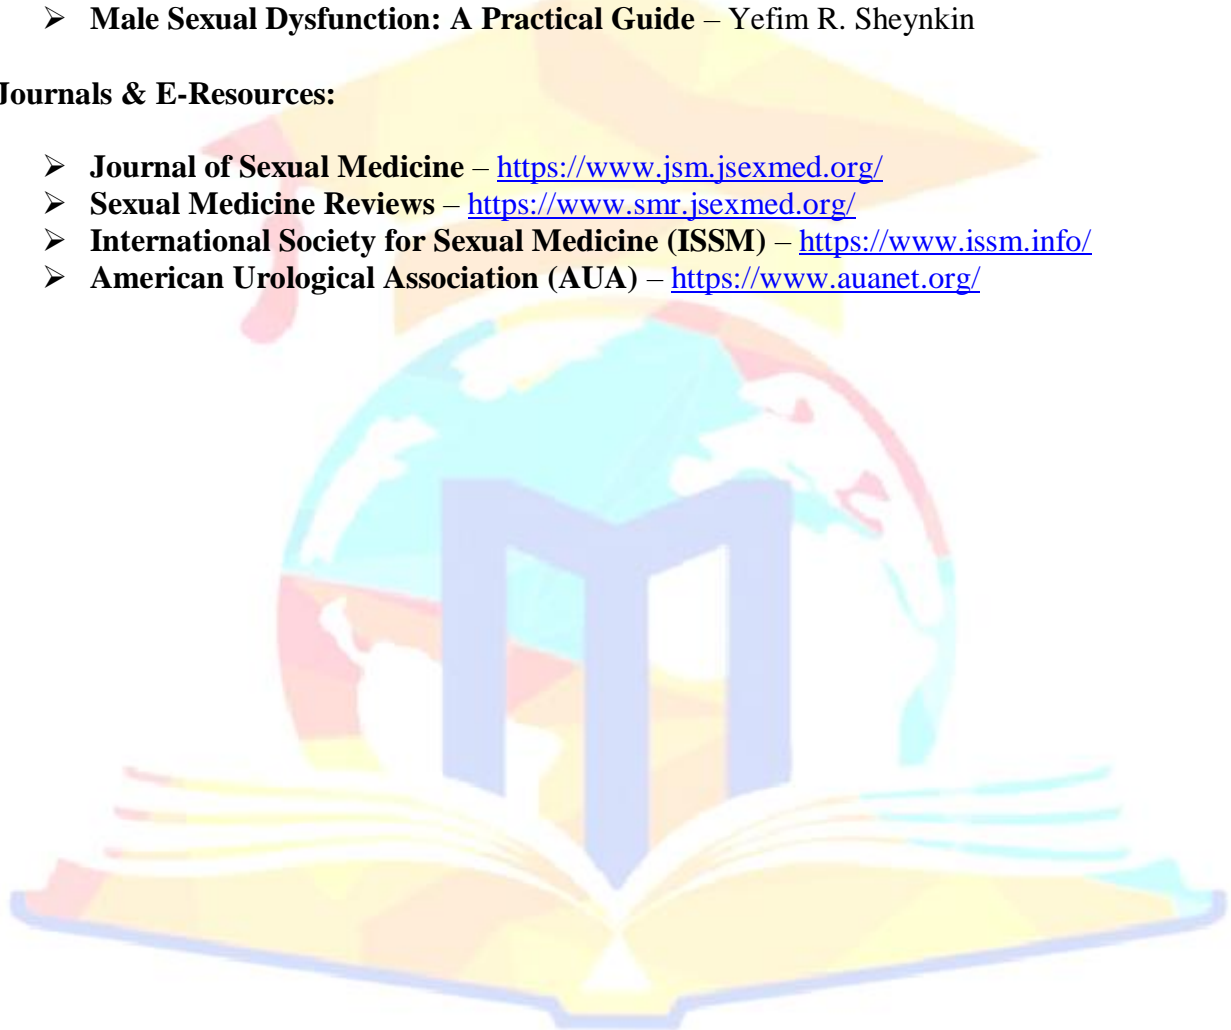 ➢ Male Sexual Dysfunction: A Practical Guide – Yefim R. Sheynkin
Journals & E-Resources:
➢ Journal of Sexual Medicine – https://www.jsm.jsexmed.org/
➢ Sexual Medicine Reviews – https://www.smr.jsexmed.org/
➢ International Society for Sexual Medicine (ISSM) – https://www.issm.info/
➢ American Urological Association (AUA) – https://www.auanet.org/